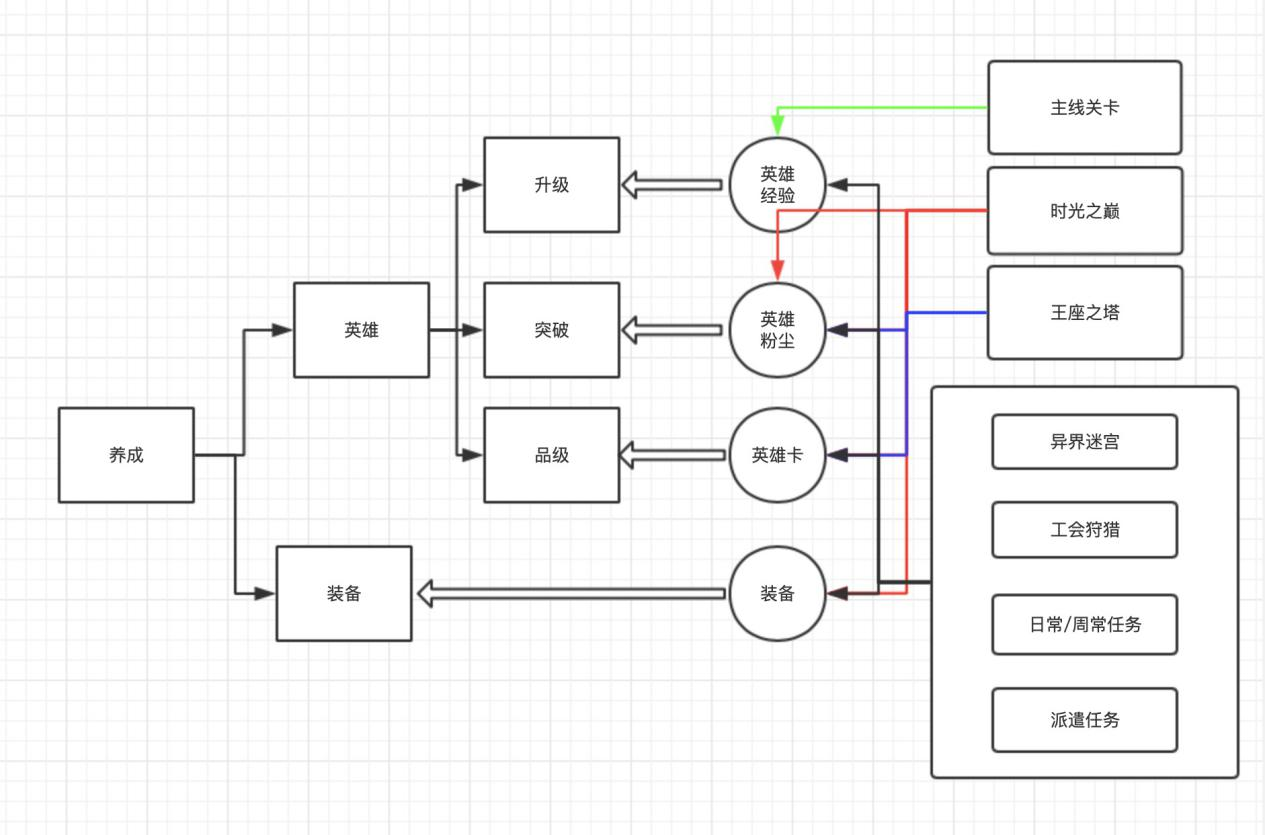 主线关卡
升级
英雄
经验
时光之巅
英雄
突破
英雄
粉尘
王座之塔
养成
品级
英雄卡
异界迷宫
工会狩猎
装备
装备
日常/周常任务
派遣任务